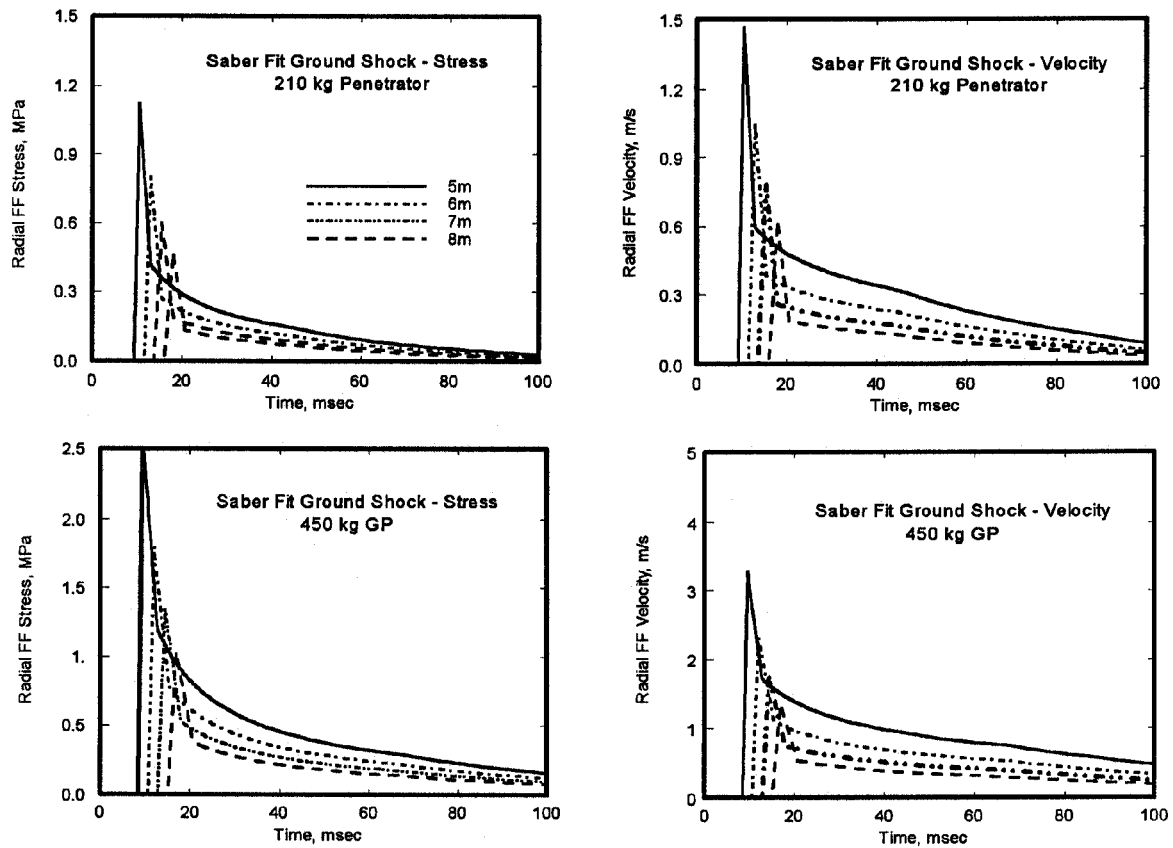 1.5
1.2
0.9
0.6
0.3
0.0
Radial FF Stress, MPa
Saber Fit Ground Shock - Stress
210 kg Penetrator
5m
6m
7m
8m
0 20 40 60 80 100
Time, msec
1.5
1.2
0.9
0.6
0.3
0.0
Radial FF Velocity, m/s
Saber Fit Ground Shock - Velocity
210 kg Penetrator
0 20 40 60 80 100
Time, msec
2.5
2.0
1.5
1.0
0.5
0.0
Radial FF Stress, MPa
Saber Fit Ground Shock - Stress
450 kg GP
0 20 40 60 80 100
Time, msec
5
4
3
2
1
0
Radial FF Velocity, m/s
Saber Fit Ground Shock - Velocity
450 kg GP
0 20 40 60 80 100
Time, msec